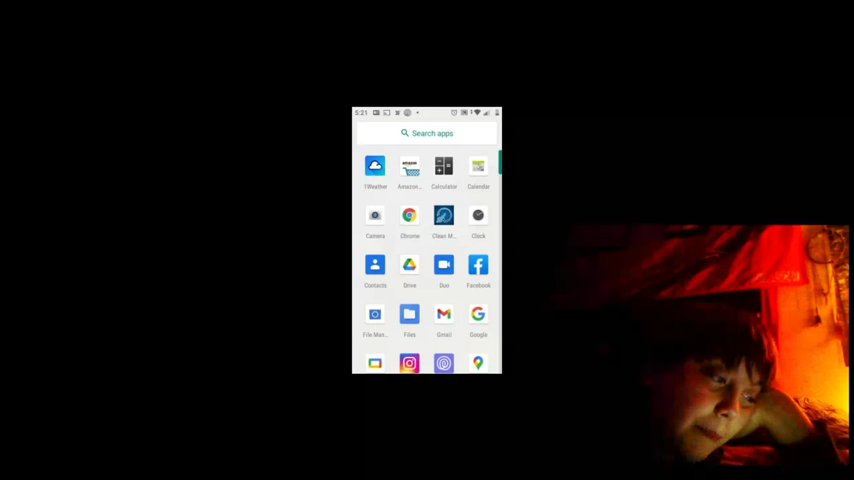 5:21
Search apps
1Weather Amazon... Calculator Calendar
Camera Chrome Clean M... Clock
Contacts Drive Duo Facebook
File Man... Files Gmail Google